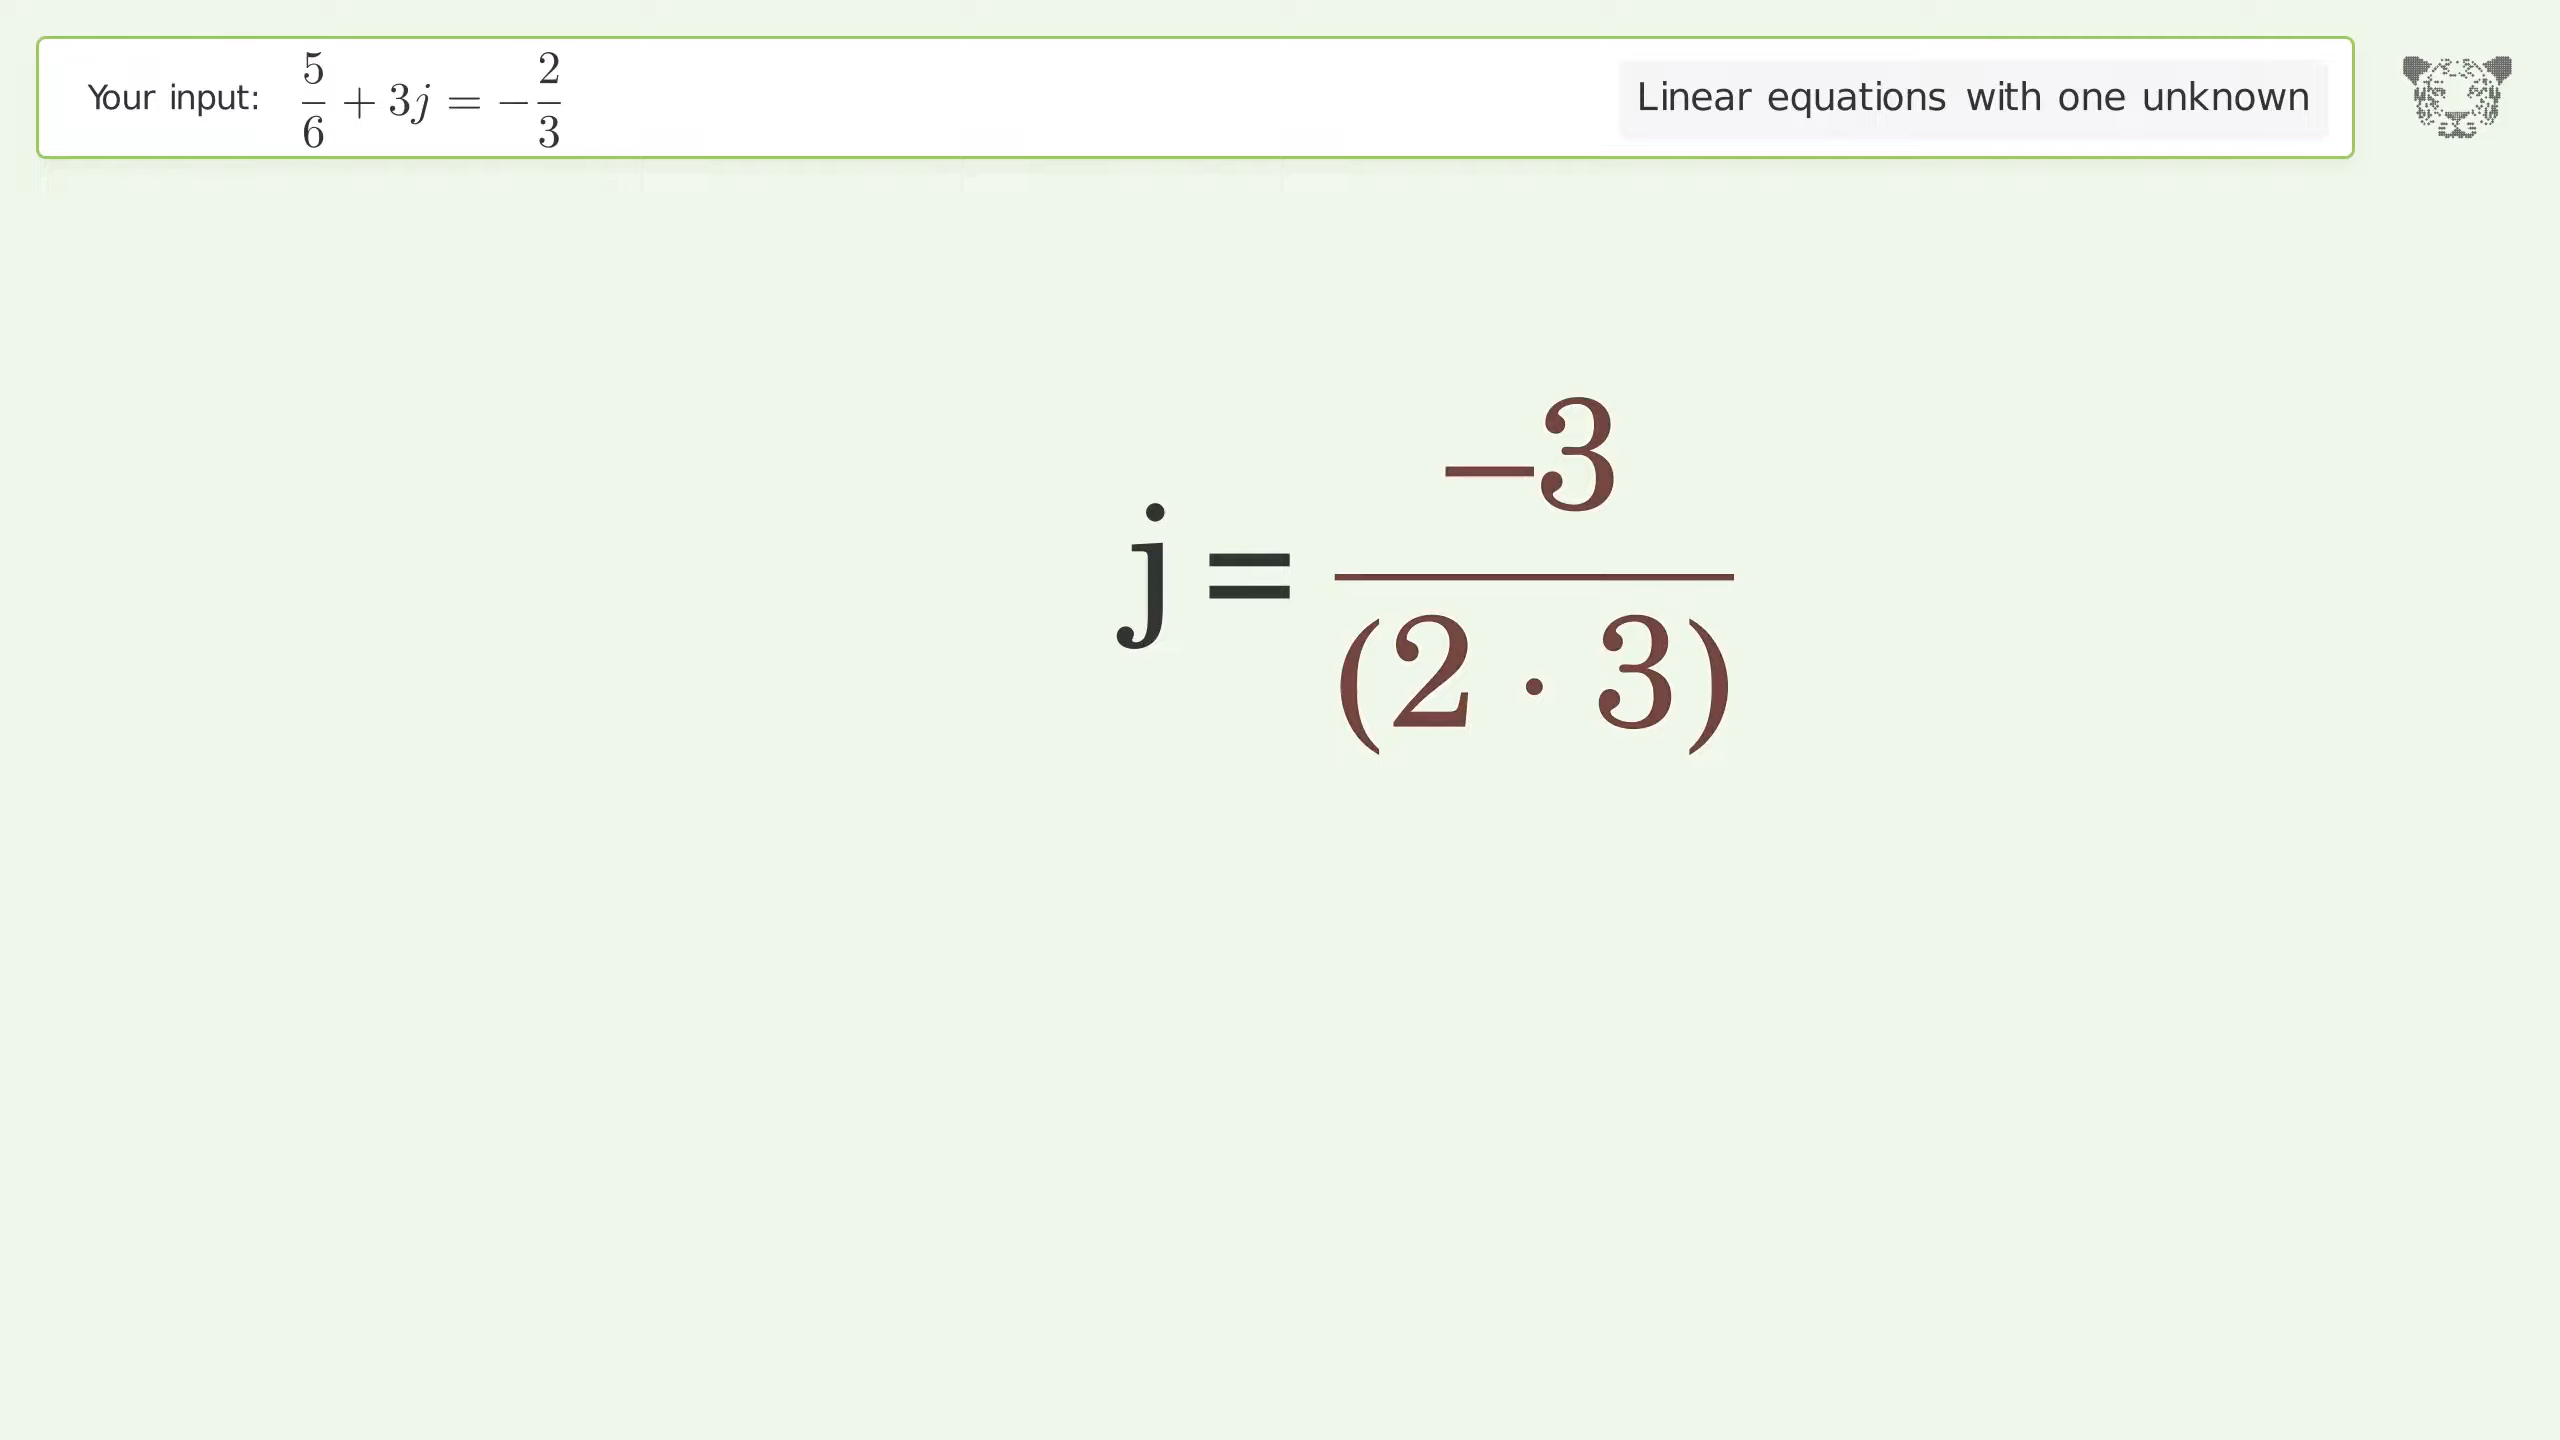 Your input: 5/6 + 3j = −2/3
Linear equations with one unknown
j = −3/(2 · 3)